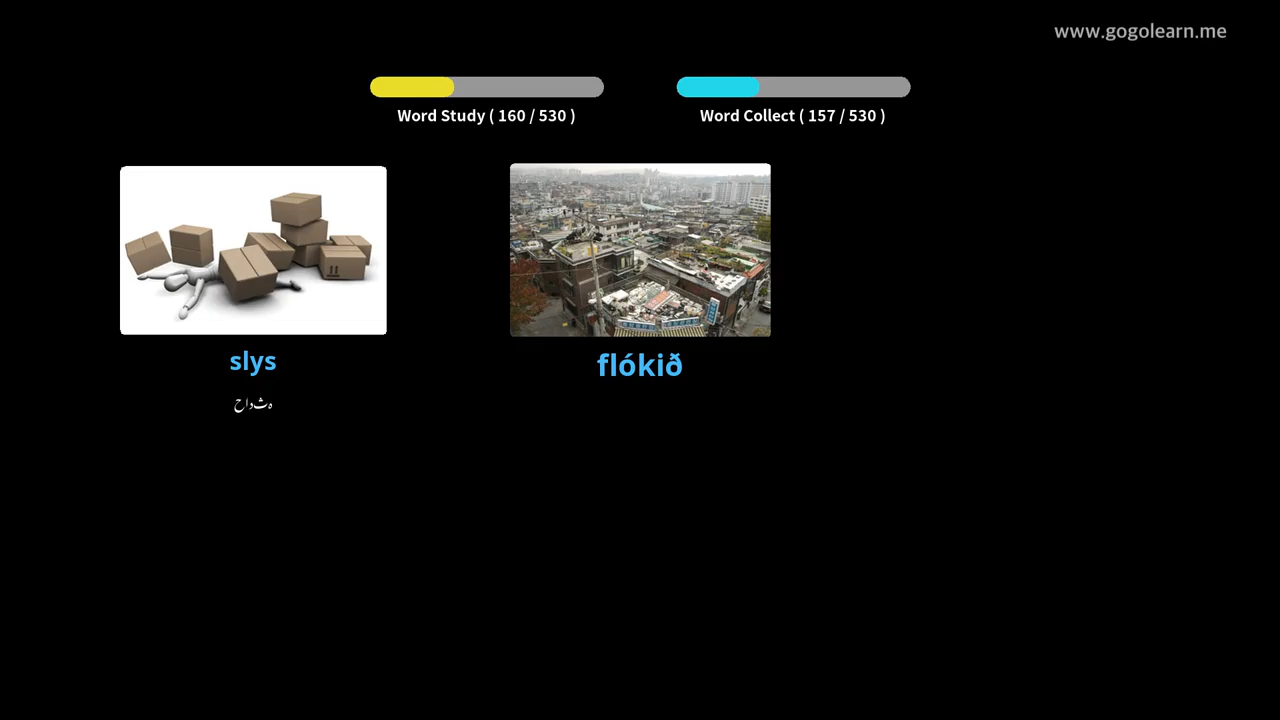 www.gogolearn.me
Word Study ( 160 / 530 )
Word Collect ( 157 / 530 )
slys
flókið
حادثه